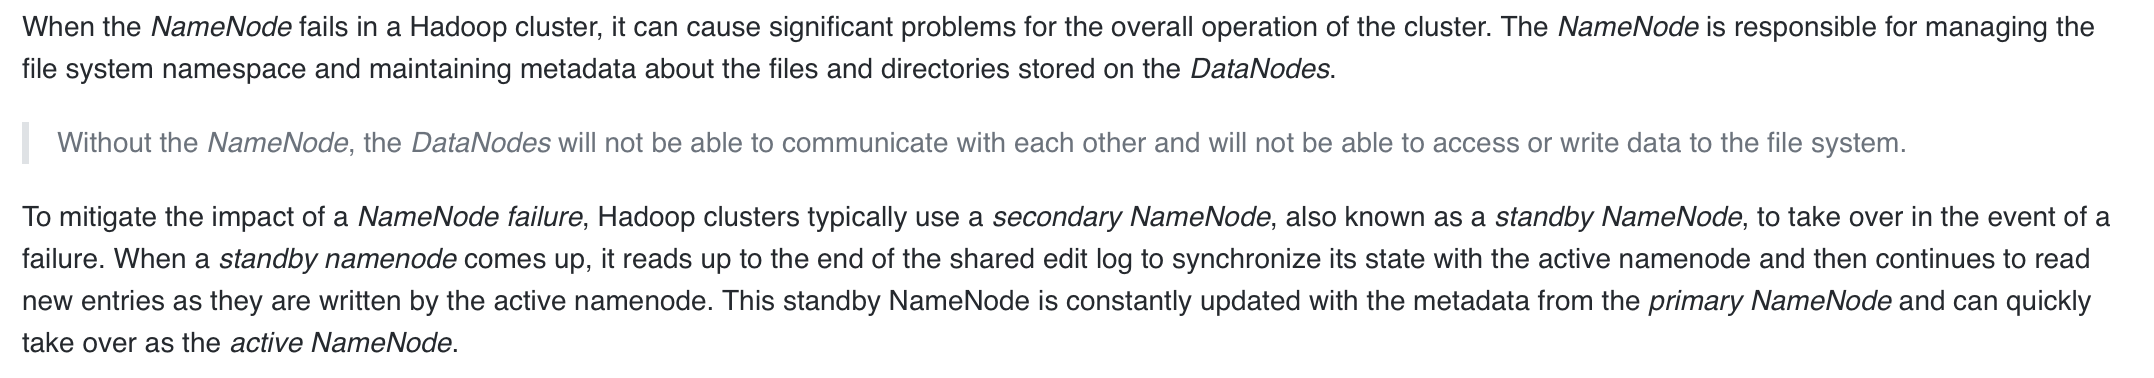 When the NameNode fails in a Hadoop cluster, it can cause significant problems for the overall operation of the cluster. The NameNode is responsible for managing the
file system namespace and maintaining metadata about the files and directories stored on the DataNodes.
Without the NameNode, the DataNodes will not be able to communicate with each other and will not be able to access or write data to the file system.
To mitigate the impact of a NameNode failure, Hadoop clusters typically use a secondary NameNode, also known as a standby NameNode, to take over in the event of a
failure. When a standby namenode comes up, it reads up to the end of the shared edit log to synchronize its state with the active namenode and then continues to read
new entries as they are written by the active namenode. This standby NameNode is constantly updated with the metadata from the primary NameNode and can quickly
take over as the active NameNode.